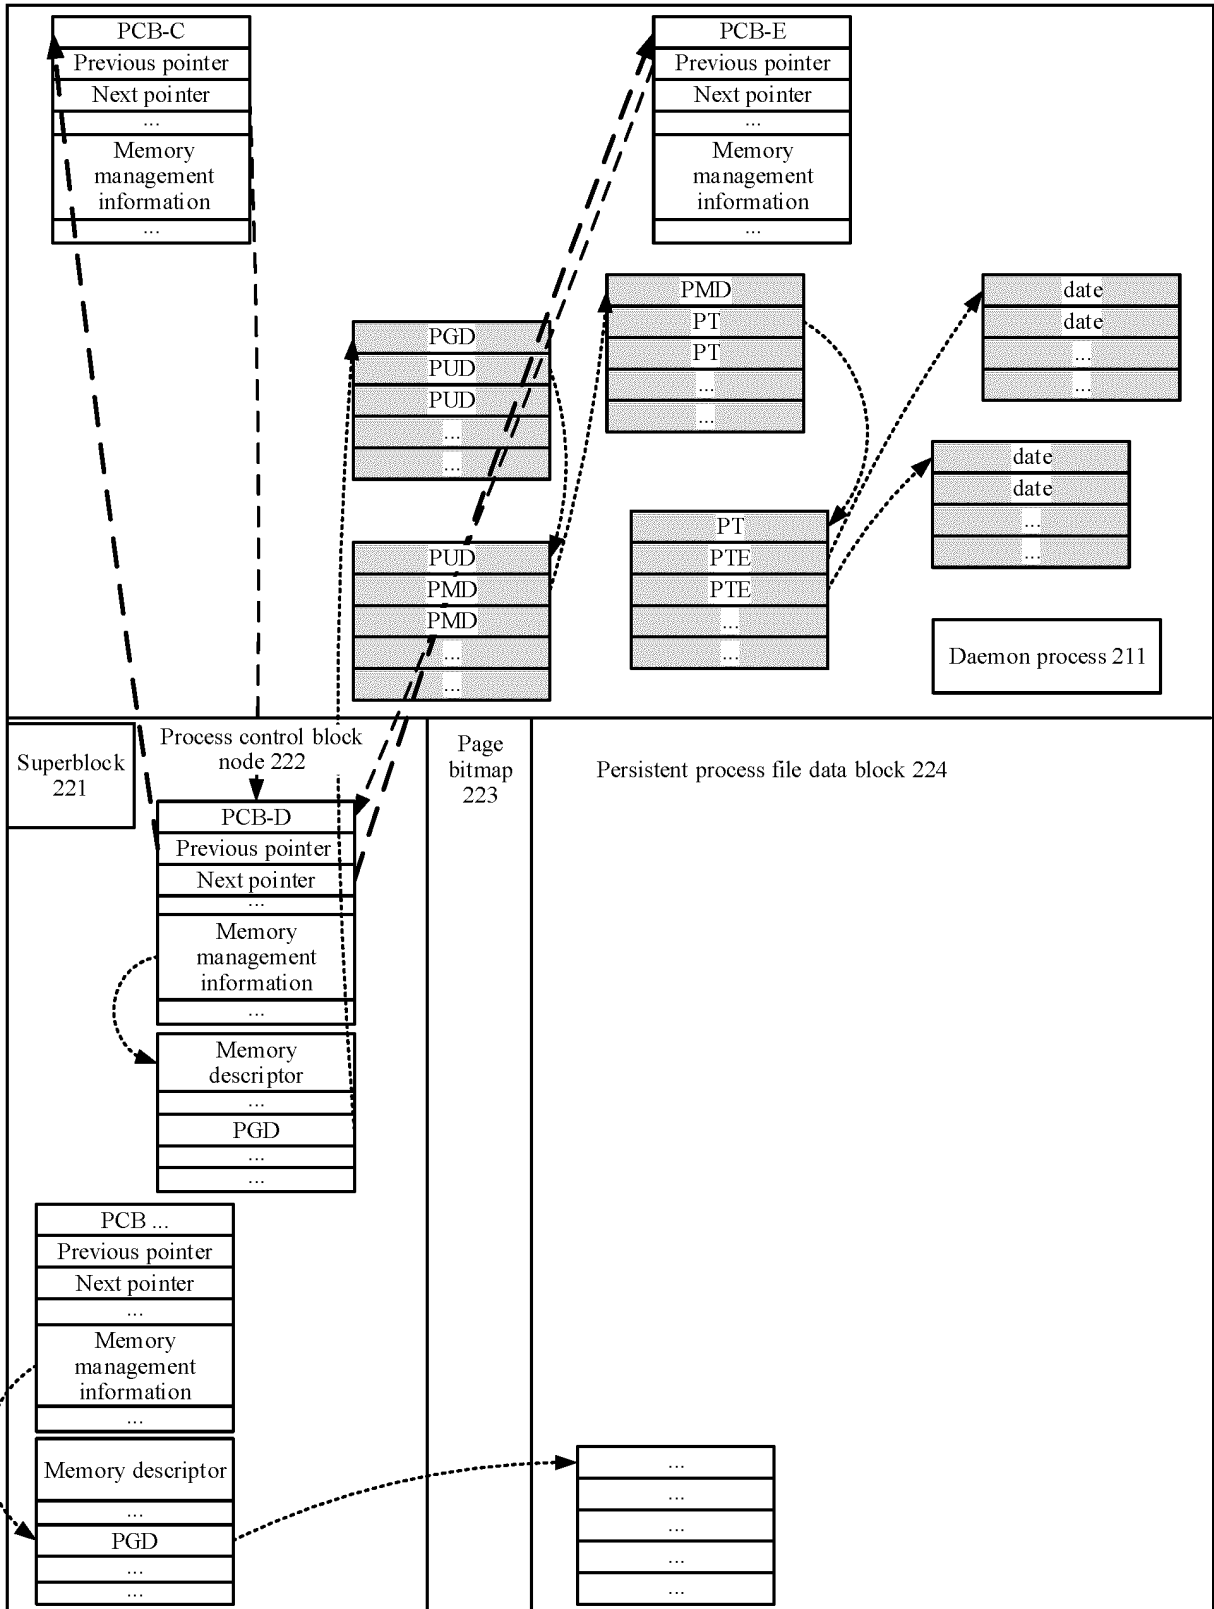 PCB-C
Previous pointer
Next pointer
...
Memory
management
information
...
PCB-E
Previous pointer
Next pointer
...
Memory
management
information
...
PGD
PUD
PUD
...
...
PMD
PT
PT
...
...
date
date
...
...
PUD
PMD
PMD
...
...
PT
PTE
PTE
...
...
date
date
...
...
Daemon process 211
Superblock
221
Process control block
node 222
Page
bitmap
223
Persistent process file data block 224
PCB-D
Previous pointer
Next pointer
...
Memory
management
information
...
Memory
descriptor
...
PGD
...
...
PCB ...
Previous pointer
Next pointer
...
Memory
management
information
...
Memory descriptor
...
PGD
...
...
...
...
...
...
...